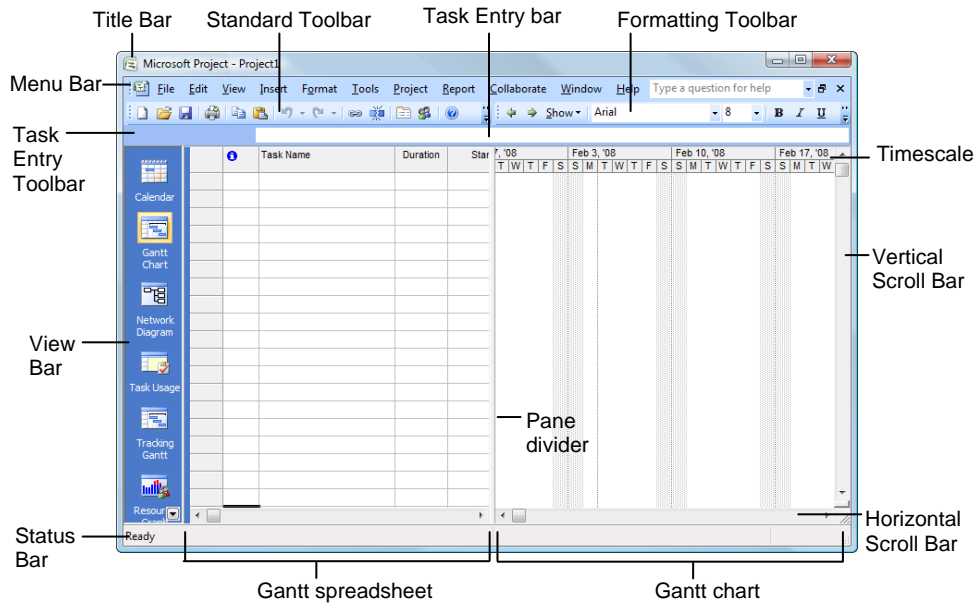 Title Bar
Standard Toolbar
Task Entry bar
Formatting Toolbar
Microsoft Project - Project1
Menu Bar
File Edit View Insert Format Tools Project Report Collaborate Window Help Type a question for help
Show Arial 8 B I U
Task
Entry
Toolbar
Task Name Duration Star 7, '08 Feb 3, '08 Feb 10, '08 Feb 17, '08
T W T F S S M T W T F S S M T W T F S S M T W
Timescale
Calendar
Gantt
Chart
Vertical
Scroll Bar
Network
Diagram
View
Bar
Task Usage
Pane
divider
Tracking
Gantt
Resour
Status
Bar
Ready
Horizontal
Scroll Bar
Gantt spreadsheet
Gantt chart